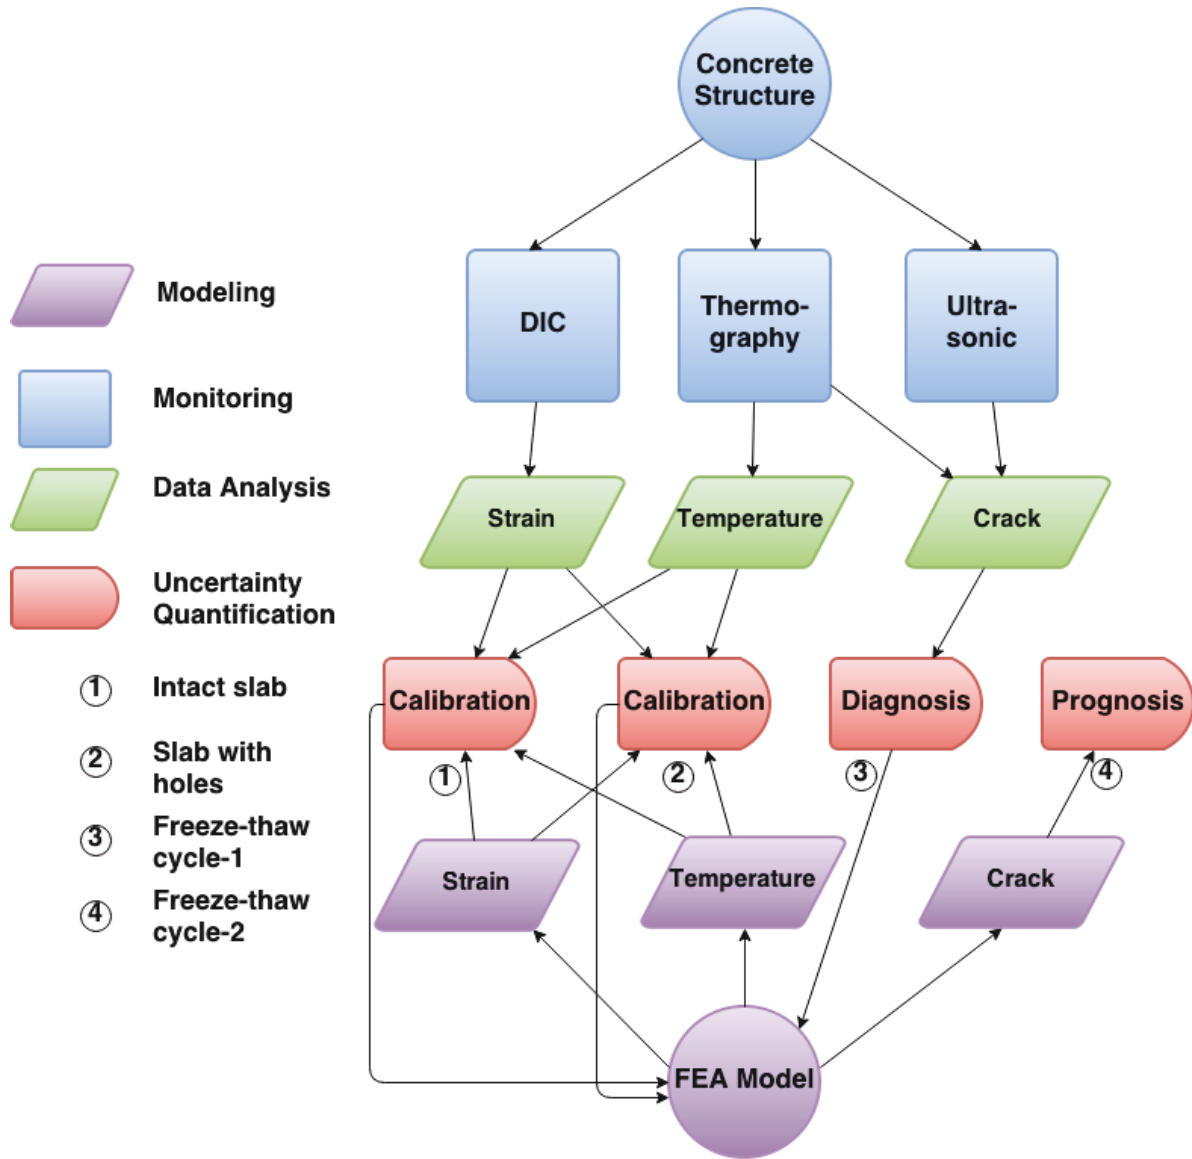 Concrete
Structure
DIC
Thermo-
graphy
Ultra-
sonic
Modeling
Monitoring
Data Analysis
Uncertainty
Quantification
1
Intact slab
2
Slab with
holes
3
Freeze-thaw
cycle-1
4
Freeze-thaw
cycle-2
Strain
Temperature
Crack
Calibration
Calibration
Diagnosis
Prognosis
1
2
3
4
Strain
Temperature
Crack
FEA Model